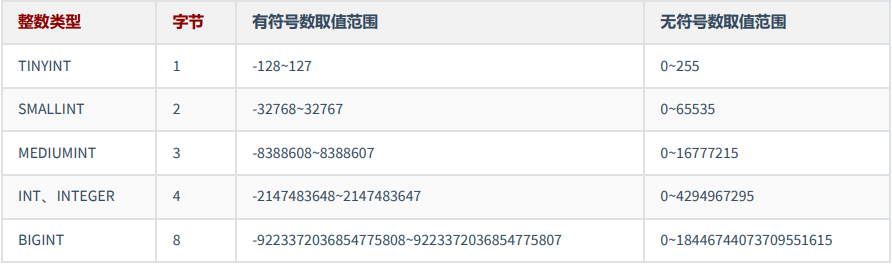 整数类型 字节 有符号数取值范围 无符号数取值范围
TINYINT 1 -128~127 0~255
SMALLINT 2 -32768~32767 0~65535
MEDIUMINT 3 -8388608~8388607 0~16777215
INT、INTEGER 4 -2147483648~2147483647 0~4294967295
BIGINT 8 -9223372036854775808~9223372036854775807 0~18446744073709551615